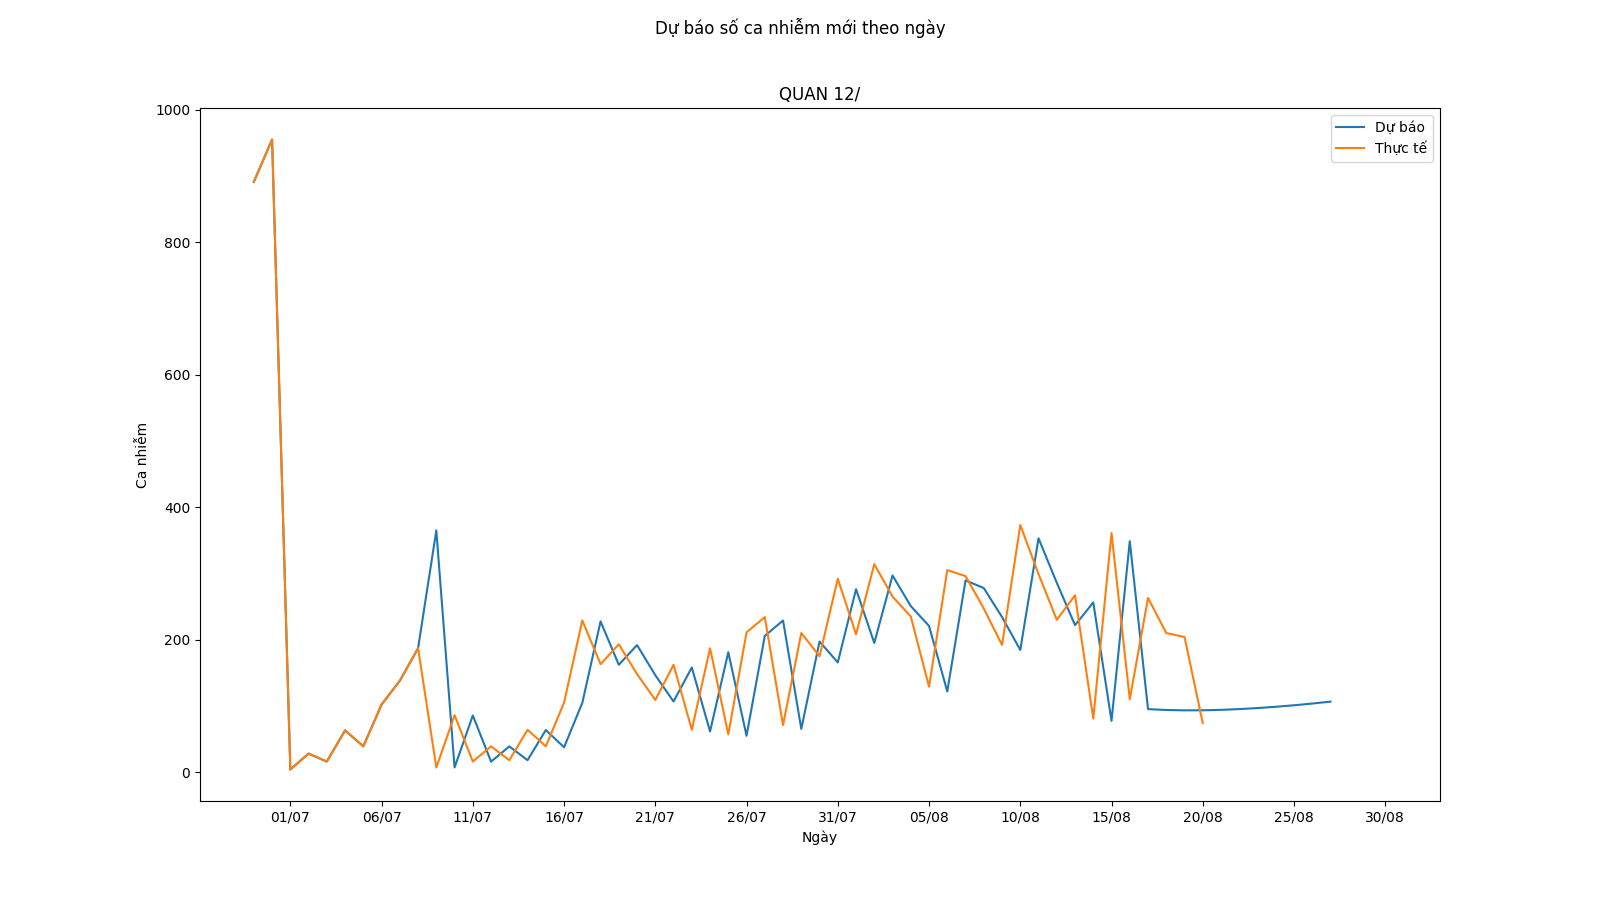 Dự báo số ca nhiễm mới theo ngày
QUAN 12/
Dự báo
Thực tế
1000
800
600
400
200
0
Ca nhiễm
01/07 06/07 11/07 16/07 21/07 26/07 31/07 05/08 10/08 15/08 20/08 25/08 30/08
Ngày